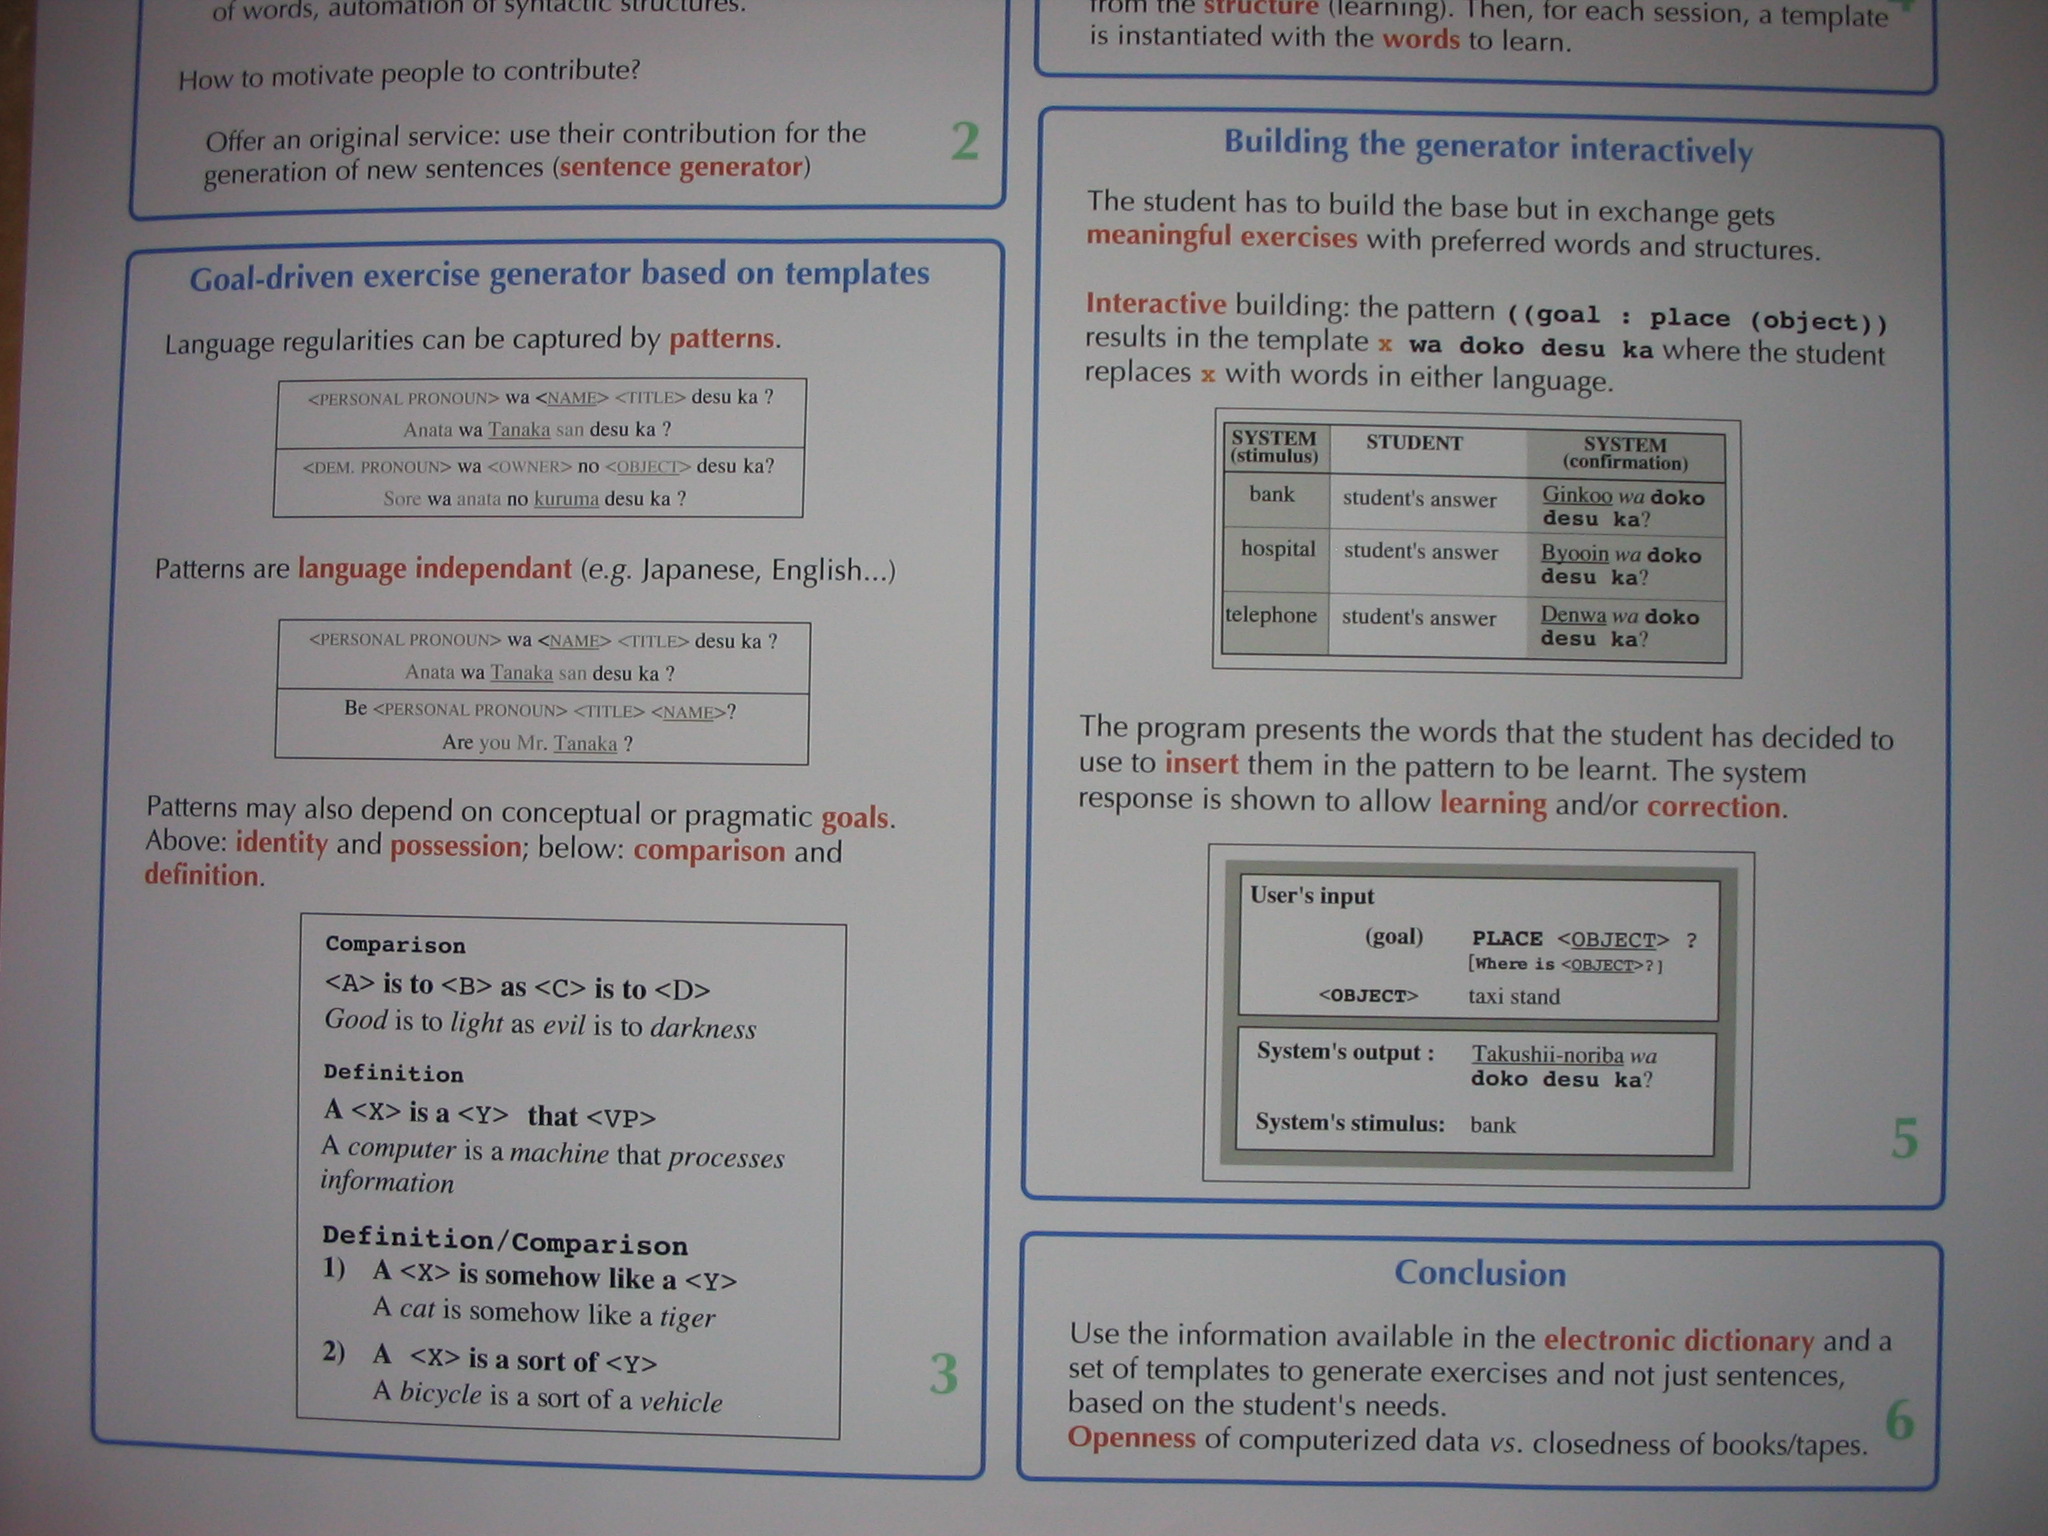 of words, automation of syntactic structures.
How to motivate people to contribute?
Offer an original service: use their contribution for the
generation of new sentences (sentence generator)
2
Goal-driven exercise generator based on templates
Language regularities can be captured by patterns.
<PERSONAL PRONOUN> wa <NAME> <TITLE> desu ka ?
Anata wa Tanaka san desu ka ?
<DEM. PRONOUN> wa <OWNER> no <OBJECT> desu ka?
Sore wa anata no kuruma desu ka ?
Patterns are language independant (e.g. Japanese, English...)
<PERSONAL PRONOUN> wa <NAME> <TITLE> desu ka ?
Anata wa Tanaka san desu ka ?
Be <PERSONAL PRONOUN> <TITLE> <NAME>?
Are you Mr. Tanaka ?
Patterns may also depend on conceptual or pragmatic goals.
Above: identity and possession; below: comparison and
definition.
Comparison
<A> is to <B> as <C> is to <D>
Good is to light as evil is to darkness
Definition
A <X> is a <Y> that <VP>
A computer is a machine that processes
information
Definition/Comparison
1) A <X> is somehow like a <Y>
A cat is somehow like a tiger
2) A <X> is a sort of <Y>
A bicycle is a sort of a vehicle
3
from the structure (learning). Then, for each session, a template
is instantiated with the words to learn.
Building the generator interactively
The student has to build the base but in exchange gets
meaningful exercises with preferred words and structures.
Interactive building: the pattern ((goal : place (object))
results in the template x wa doko desu ka where the student
replaces x with words in either language.
SYSTEM STUDENT SYSTEM
(stimulus) (confirmation)
bank student's answer Ginkoo wa doko
desu ka?
hospital student's answer Byooin wa doko
desu ka?
telephone student's answer Denwa wa doko
desu ka?
The program presents the words that the student has decided to
use to insert them in the pattern to be learnt. The system
response is shown to allow learning and/or correction.
User's input
(goal) PLACE <OBJECT> ?
[Where is <OBJECT>?]
<OBJECT> taxi stand
System's output : Takushii-noriba wa
doko desu ka?
System's stimulus: bank
5
Conclusion
Use the information available in the electronic dictionary and a
set of templates to generate exercises and not just sentences,
based on the student's needs.
Openness of computerized data vs. closedness of books/tapes.
6